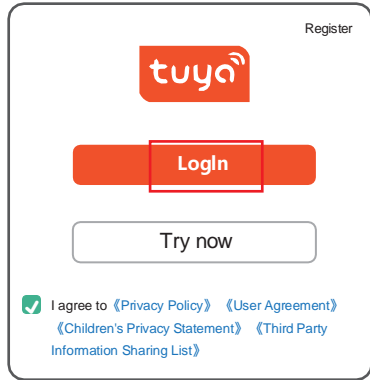 Register
tuya
LogIn
Try now
I agree to《Privacy Policy》 《User Agreement》
《Children's Privacy Statement》 《Third Party
Information Sharing List》